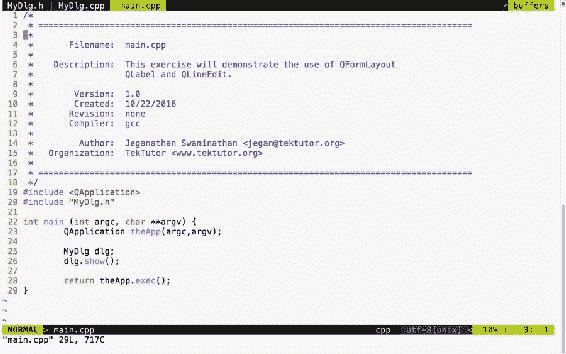 MyDlg.h | MyDlg.cpp main.cpp buffers
1 /*
2 * =====================================================================================
3 *
4 * Filename: main.cpp
5 *
6 * Description: This exercise will demonstrate the use of QFormLayout
7 * QLabel and QLineEdit.
8 *
9 * Version: 1.0
10 * Created: 10/22/2016
11 * Revision: none
12 * Compiler: gcc
13 *
14 * Author: Jeganathan Swaminathan <jegan@tektutor.org>
15 * Organization: TekTutor <www.tektutor.org>
16 *
17 * =====================================================================================
18 */
19 #include <QApplication>
20 #include "MyDlg.h"
21
22 int main (int argc, char **argv) {
23 QApplication theApp(argc,argv);
24
25 MyDlg dlg;
26 dlg.show();
27
28 return theApp.exec();
29 }
~
~
~
NORMAL main.cpp cpp utf-8[unix] 10% : 3: 1
"main.cpp" 29L, 717C